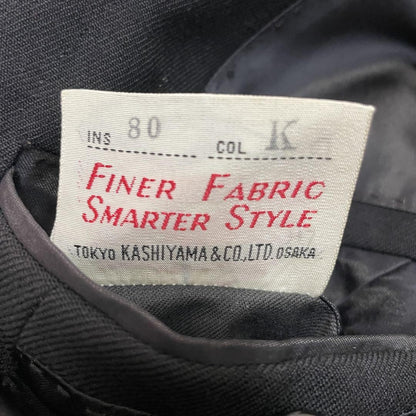 INS 80 COL K
FINER FABRIC
SMARTER STYLE
TOKYO KASHIYAMA & CO., LTD. OSAKA